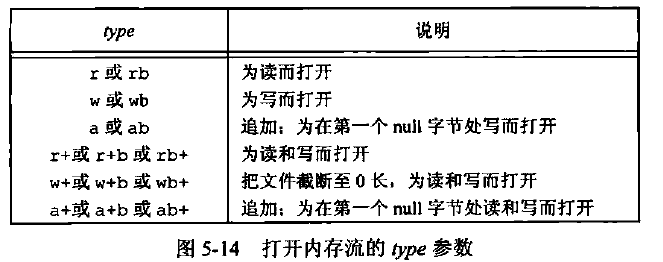 type 说明
r 或 rb 为读而打开
w 或 wb 为写而打开
a 或 ab 追加：为在第一个 null 字节处写而打开
r+或 r+b 或 rb+ 为读和写而打开
w+或 w+b 或 wb+ 把文件截断至 0 长，为读和写而打开
a+或 a+b 或 ab+ 追加：为在第一个 null 字节处读和写而打开
图 5-14 打开内存流的 type 参数